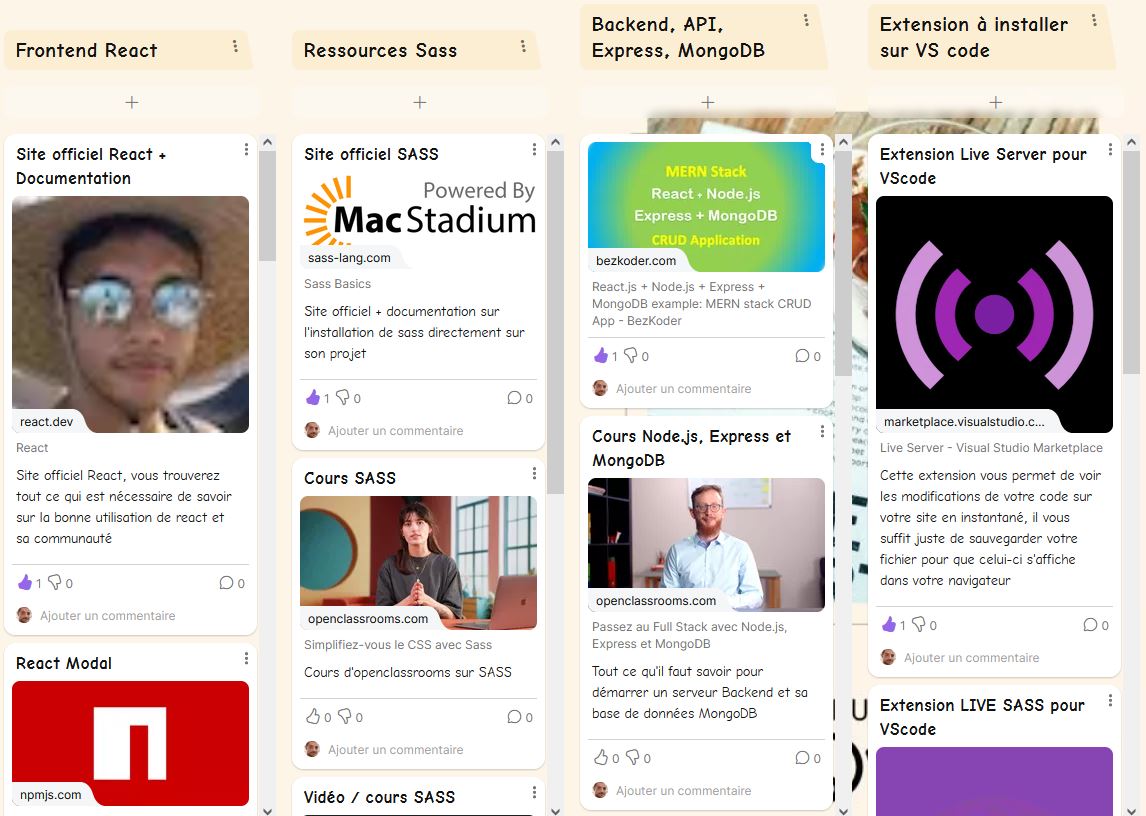 Frontend React
Site officiel React +
Documentation
react.dev
React
Site officiel React, vous trouverez
tout ce qui est nécessaire de savoir
sur la bonne utilisation de react et
sa communauté
1 0 0
Ajouter un commentaire
React Modal
npmjs.com
Ressources Sass
Site officiel SASS
Powered By
MacStadium
sass-lang.com
Sass Basics
Site officiel + documentation sur
l'installation de sass directement sur
son projet
1 0 0
Ajouter un commentaire
Cours SASS
openclassrooms.com
Simplifiez-vous le CSS avec Sass
Cours d'openclassrooms sur SASS
0 0 0
Ajouter un commentaire
Vidéo / cours SASS
Backend, API,
Express, MongoDB
MERN Stack
React + Node.js
Express + MongoDB
CRUD Application
bezkoder.com
React.js + Node.js + Express +
MongoDB example: MERN stack CRUD
App - BezKoder
1 0 0
Ajouter un commentaire
Cours Node.js, Express et
MongoDB
openclassrooms.com
Passez au Full Stack avec Node.js,
Express et MongoDB
Tout ce qu'il faut savoir pour
démarrer un serveur Backend et sa
base de données MongoDB
0 0 0
Ajouter un commentaire
Extension à installer
sur VS code
Extension Live Server pour
VScode
marketplace.visualstudio.c...
Live Server - Visual Studio Marketplace
Cette extension vous permet de voir
les modifications de votre code sur
votre site en instantané, il vous
suffit juste de sauvegarder votre
fichier pour que celui-ci s'affiche
dans votre navigateur
1 0 0
Ajouter un commentaire
Extension LIVE SASS pour
VScode